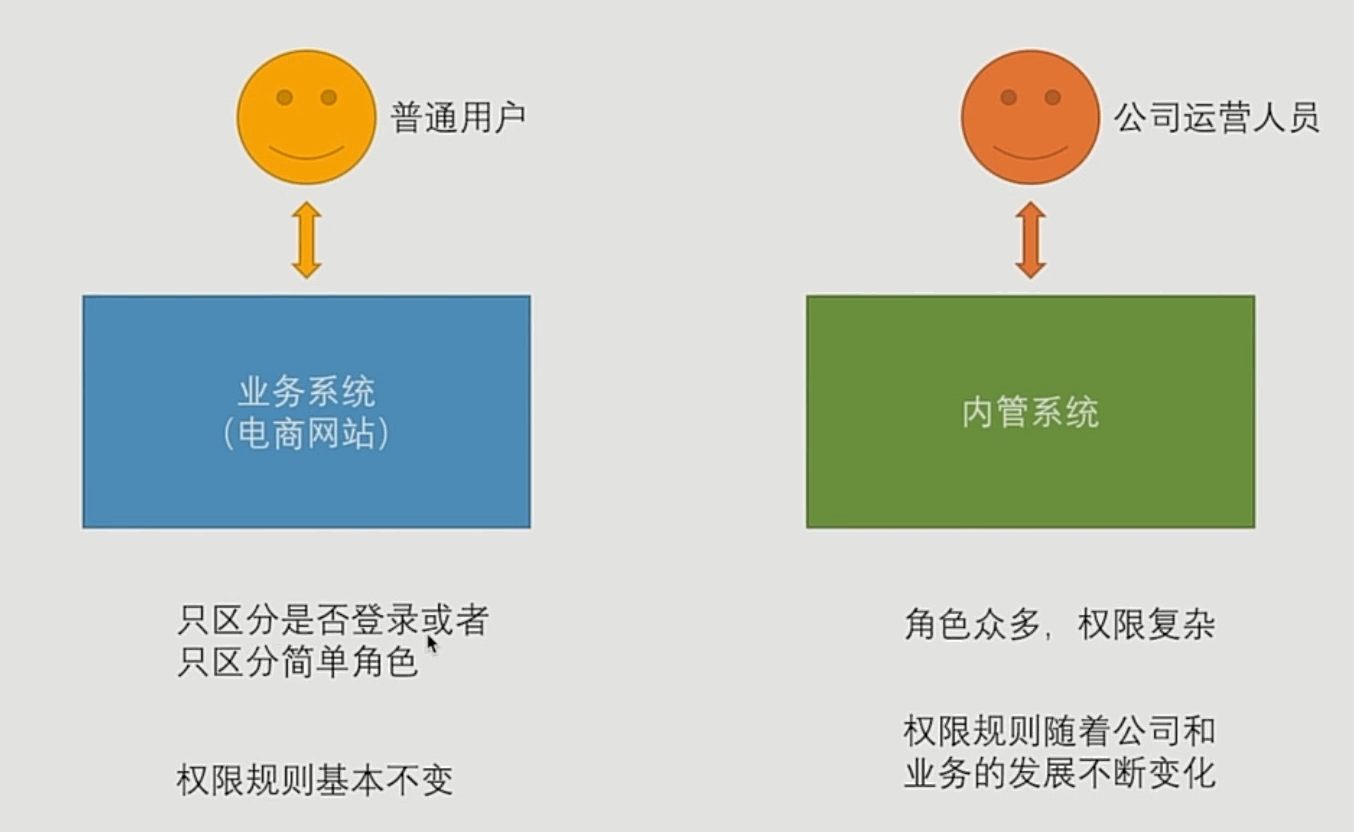 普通用户
公司运营人员
业务系统
（电商网站）
内管系统
只区分是否登录或者
只区分简单角色
角色众多，权限复杂
权限规则基本不变
权限规则随着公司和
业务的发展不断变化